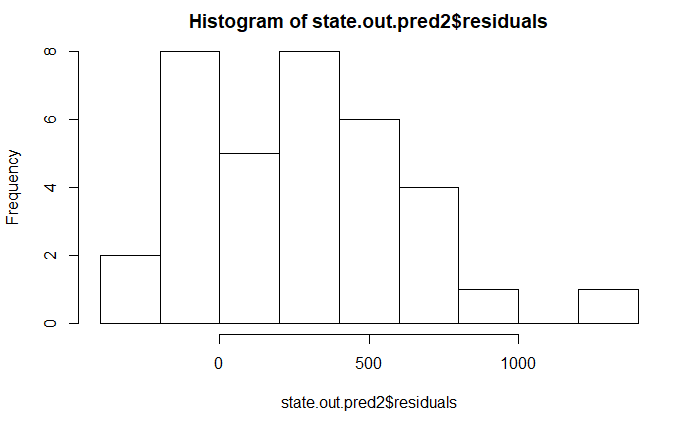 Histogram of state.out.pred2$residuals
Frequency
8
6
4
2
0
0 500 1000
state.out.pred2$residuals